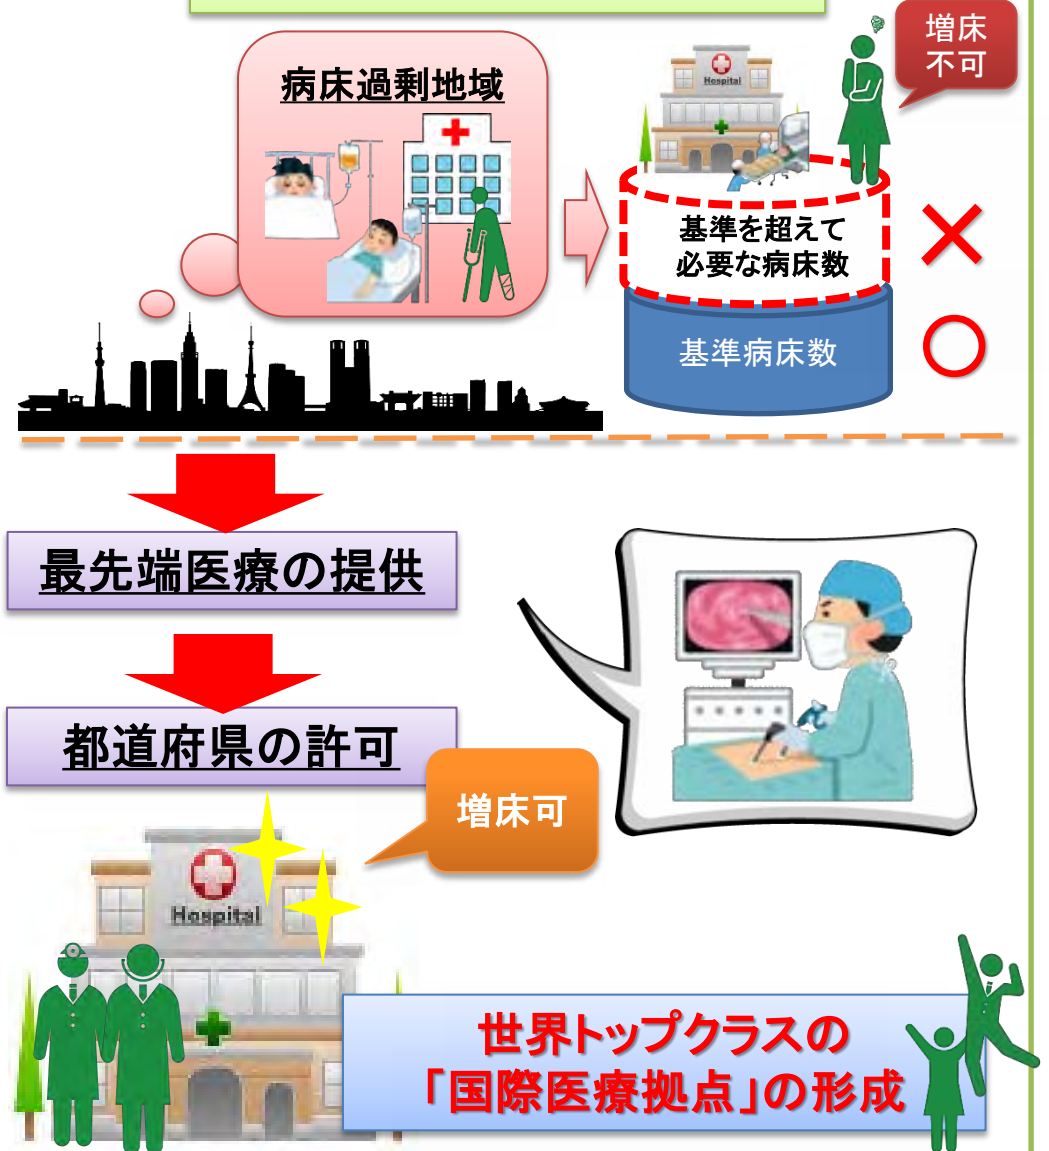 増床
不可
病床過剰地域
Hospital
基準を超えて
必要な病床数
基準病床数
最先端医療の提供
都道府県の許可
増床可
Hospital
世界トップクラスの
「国際医療拠点」の形成